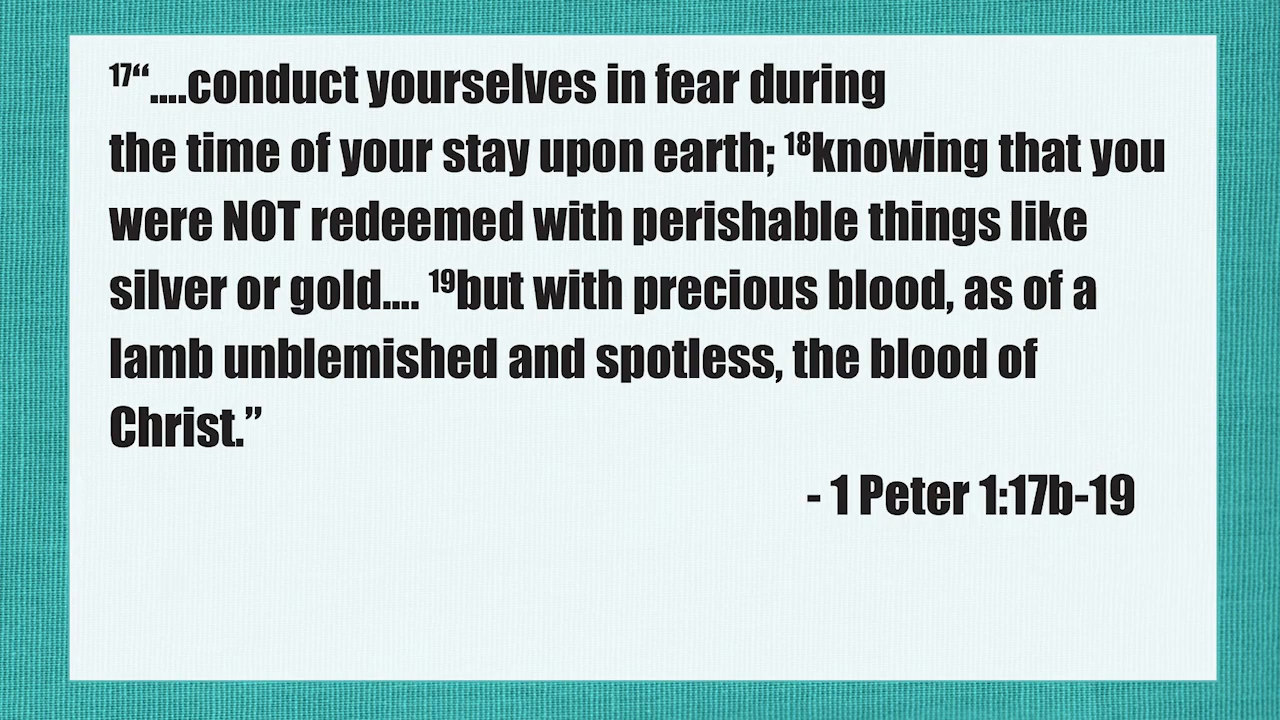 ¹⁷“....conduct yourselves in fear during
the time of your stay upon earth; ¹⁸knowing that you
were NOT redeemed with perishable things like
silver or gold.... ¹⁹but with precious blood, as of a
lamb unblemished and spotless, the blood of
Christ.”
- 1 Peter 1:17b-19